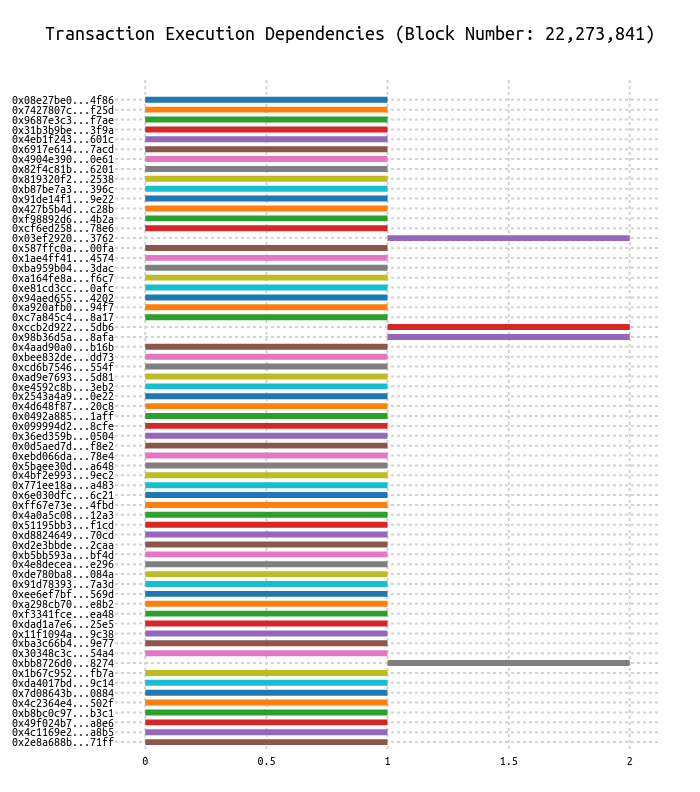 Transaction Execution Dependencies (Block Number: 22,273,841)
0x08e27be0...4f86
0x7427807c...f25d
0x9687e3c3...f7ae
0x31b3b9be...3f9a
0x4eb1f243...601c
0x6917e614...7acd
0x4904e390...0e61
0x82f4c81b...6201
0x819320f2...2538
0xb87be7a3...396c
0x91de14f1...9e22
0x427b5b4d...c28b
0xf98892d6...4b2a
0xcf6ed258...78e6
0x03ef2920...3762
0x587ffc0a...00fa
0x1ae4ff41...4574
0xba959b04...3dac
0xa164fe8a...f6c7
0xe81cd3cc...0afc
0x94aed655...4202
0xa920afb0...94f7
0xc7a845c4...8a17
0xccb2d922...5db6
0x98b36d5a...8afa
0x4aad90a0...b16b
0xbee832de...dd73
0xcd6b7546...554f
0xad9e7693...5d81
0xe4592c8b...3eb2
0x2543a4a9...0e22
0x4d648f87...20c8
0x0492a885...1aff
0x099994d2...8cfe
0x36ed359b...0504
0x0d5aed7d...f8e2
0xebd066da...78e4
0x5baee30d...a648
0x4bf2e993...9ec2
0x771ee18a...a483
0x6e030dfc...6c21
0xff67e73e...4fbd
0x4a0a5c08...12a3
0x51195bb3...f1cd
0xd8824649...70cd
0xd2e3bbde...2caa
0xb5bb593a...bf4d
0x4e8decea...e296
0xde780ba8...084a
0x91d78393...7a3d
0xee6ef7bf...569d
0xa298cb70...e8b2
0xf3341fce...ea48
0xdad1a7e6...25e5
0x11f1094a...9c38
0xba3c66b4...9e77
0x30348c3c...54a4
0xbb8726d0...8274
0x1b67c952...fb7a
0xda4017bd...9c14
0x7d08643b...0884
0x4c2364e4...502f
0xb8bc0c97...b3c1
0x49f024b7...a8e6
0x4c1169e2...a8b5
0x2e8a688b...71ff
0 0.5 1 1.5 2